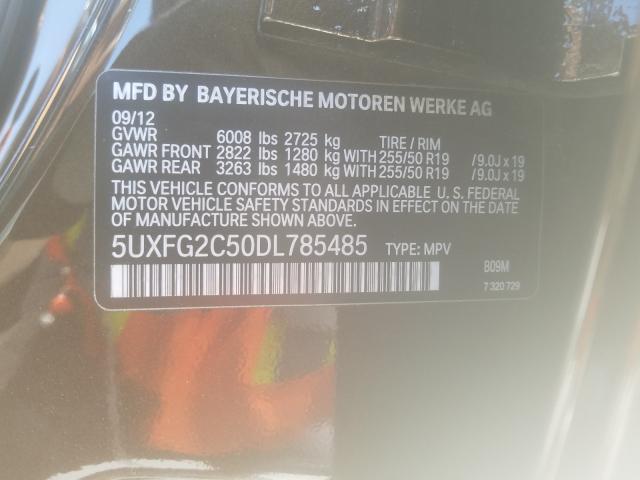 MFD BY BAYERISCHE MOTOREN WERKE AG
09/12
GVWR 6008 lbs 2725 kg TIRE / RIM
GAWR FRONT 2822 lbs 1280 kg WITH 255/50 R19 / 9.0J x 19
GAWR REAR 3263 lbs 1480 kg WITH 255/50 R19 / 9.0J x 19
THIS VEHICLE CONFORMS TO ALL APPLICABLE U. S. FEDERAL
MOTOR VEHICLE SAFETY STANDARDS IN EFFECT ON THE DATE OF
MANUFACTURE SHOWN ABOVE.
5UXFG2C50DL785485 TYPE: MPV
B09M
7 320 729